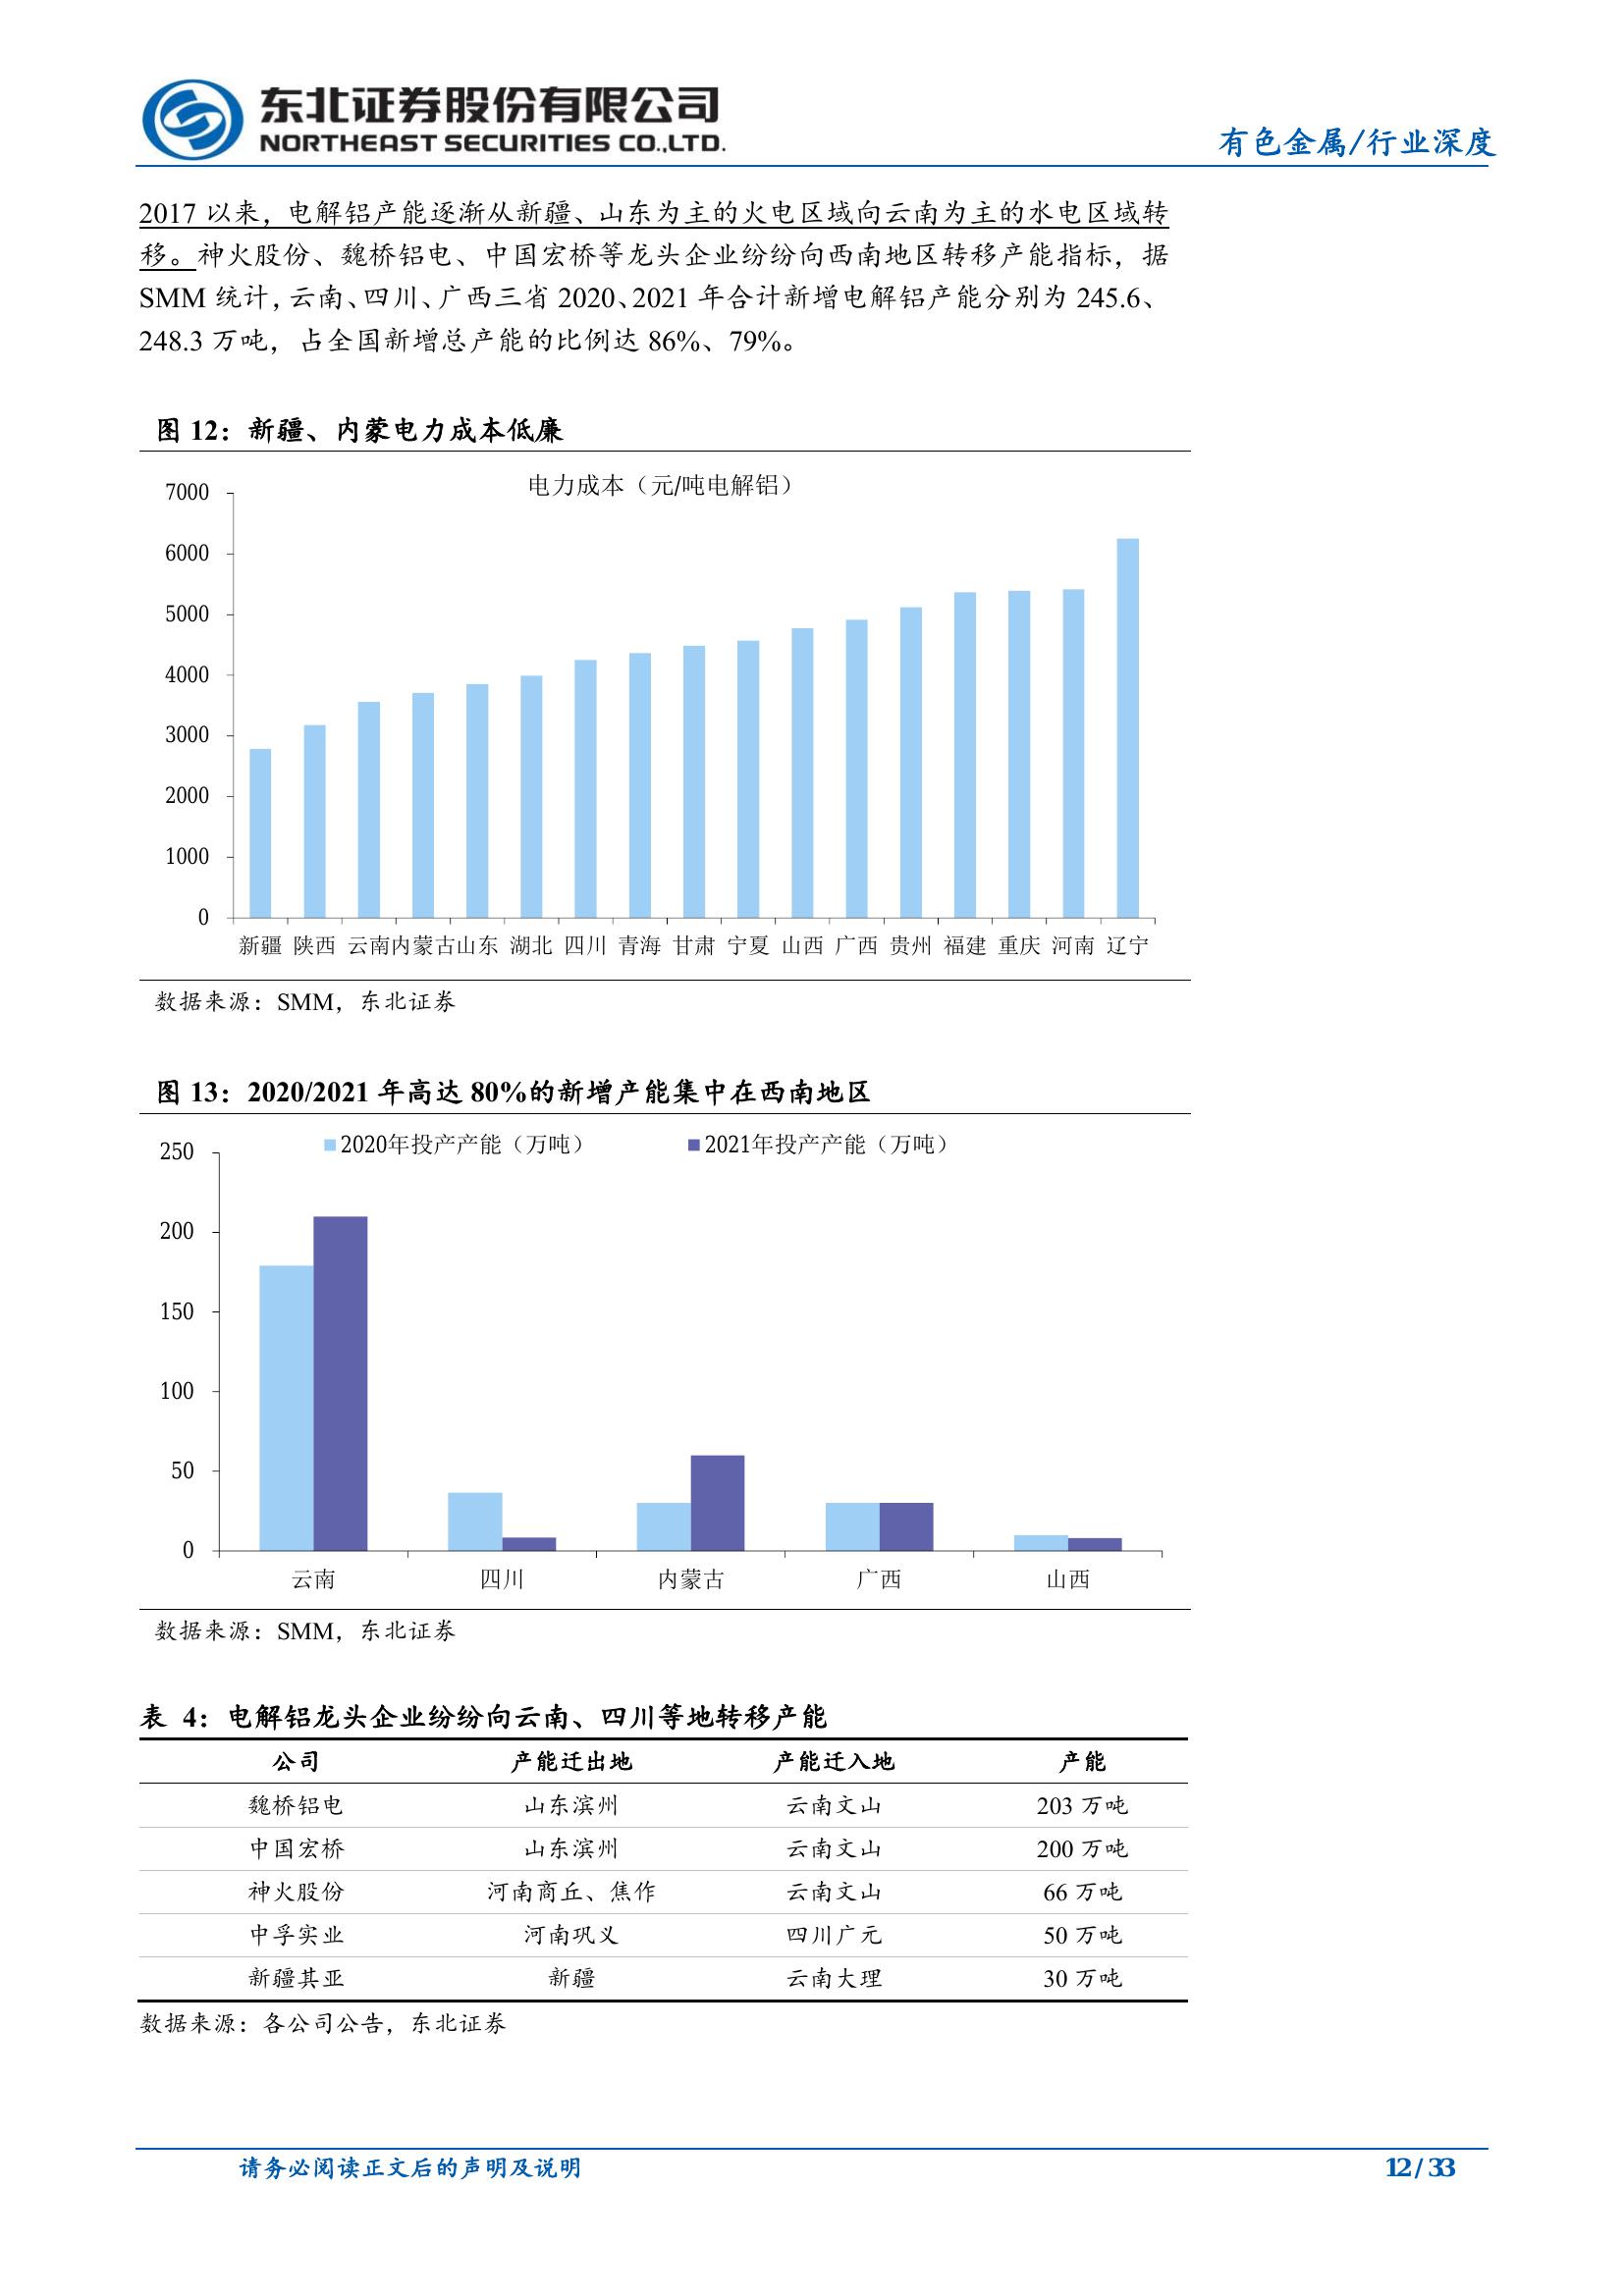 东北证券股份有限公司
NORTHEAST SECURITIES CO.,LTD.
有色金属/行业深度
2017 以来，电解铝产能逐渐从新疆、山东为主的火电区域向云南为主的水电区域转
移。神火股份、魏桥铝电、中国宏桥等龙头企业纷纷向西南地区转移产能指标，据
SMM 统计，云南、四川、广西三省 2020、2021 年合计新增电解铝产能分别为 245.6、
248.3 万吨，占全国新增总产能的比例达 86%、79%。
图 12：新疆、内蒙电力成本低廉
电力成本（元/吨电解铝）
7000
6000
5000
4000
3000
2000
1000
0
新疆 陕西 云南 内蒙古 山东 湖北 四川 青海 甘肃 宁夏 山西 广西 贵州 福建 重庆 河南 辽宁
数据来源：SMM，东北证券
图 13：2020/2021 年高达 80%的新增产能集中在西南地区
2020年投产产能（万吨） 2021年投产产能（万吨）
250
200
150
100
50
0
云南 四川 内蒙古 广西 山西
数据来源：SMM，东北证券
表 4：电解铝龙头企业纷纷向云南、四川等地转移产能
公司 产能迁出地 产能迁入地 产能
魏桥铝电 山东滨州 云南文山 203 万吨
中国宏桥 山东滨州 云南文山 200 万吨
神火股份 河南商丘、焦作 云南文山 66 万吨
中孚实业 河南巩义 四川广元 50 万吨
新疆其亚 新疆 云南大理 30 万吨
数据来源：各公司公告，东北证券
请务必阅读正文后的声明及说明
12 / 33